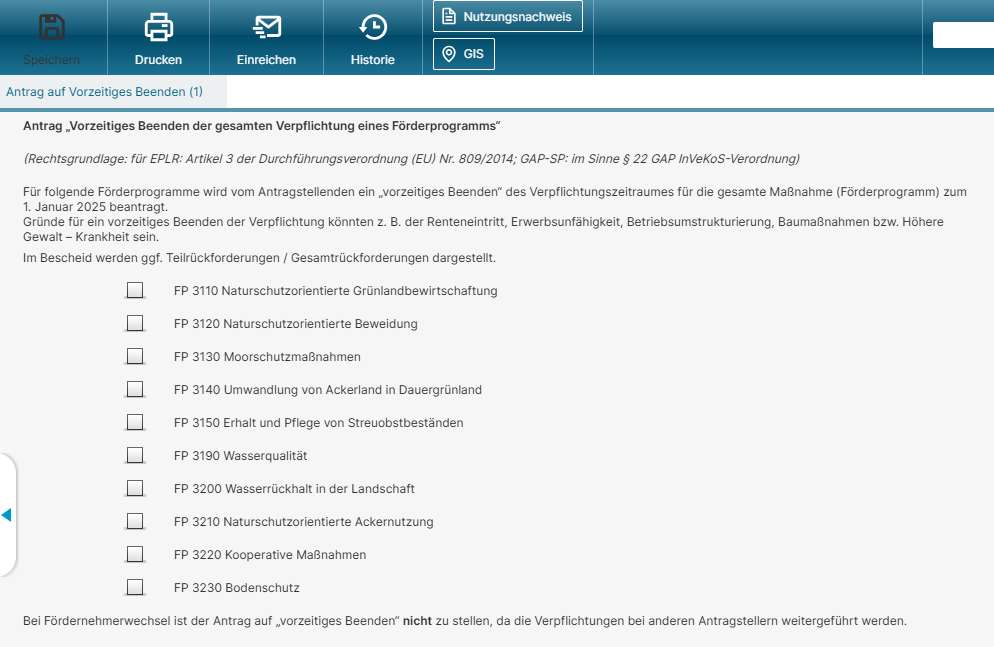 Speichern
Drucken
Einreichen
Historie
Nutzungsnachweis
GIS
Antrag auf Vorzeitiges Beenden (1)
Antrag „Vorzeitiges Beenden der gesamten Verpflichtung eines Förderprogramms“
(Rechtsgrundlage: für EPLR: Artikel 3 der Durchführungsverordnung (EU) Nr. 809/2014; GAP-SP: im Sinne § 22 GAP InVeKoS-Verordnung)
Für folgende Förderprogramme wird vom Antragstellenden ein „vorzeitiges Beenden“ des Verpflichtungszeitraumes für die gesamte Maßnahme (Förderprogramm) zum
1. Januar 2025 beantragt.
Gründe für ein vorzeitiges Beenden der Verpflichtung könnten z. B. der Renteneintritt, Erwerbsunfähigkeit, Betriebsumstrukturierung, Baumaßnahmen bzw. Höhere
Gewalt – Krankheit sein.
Im Bescheid werden ggf. Teilrückforderungen / Gesamtrückforderungen dargestellt.
FP 3110 Naturschutzorientierte Grünlandbewirtschaftung
FP 3120 Naturschutzorientierte Beweidung
FP 3130 Moorschutzmaßnahmen
FP 3140 Umwandlung von Ackerland in Dauergrünland
FP 3150 Erhalt und Pflege von Streuobstbeständen
FP 3190 Wasserqualität
FP 3200 Wasserrückhalt in der Landschaft
FP 3210 Naturschutzorientierte Ackernutzung
FP 3220 Kooperative Maßnahmen
FP 3230 Bodenschutz
Bei Fördernehmerwechsel ist der Antrag auf „vorzeitiges Beenden“ nicht zu stellen, da die Verpflichtungen bei anderen Antragstellern weitergeführt werden.